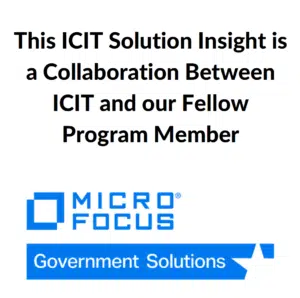 This ICIT Solution Insight is
a Collaboration Between
ICIT and our Fellow
Program Member
MICRO®
FOCUS
Government Solutions